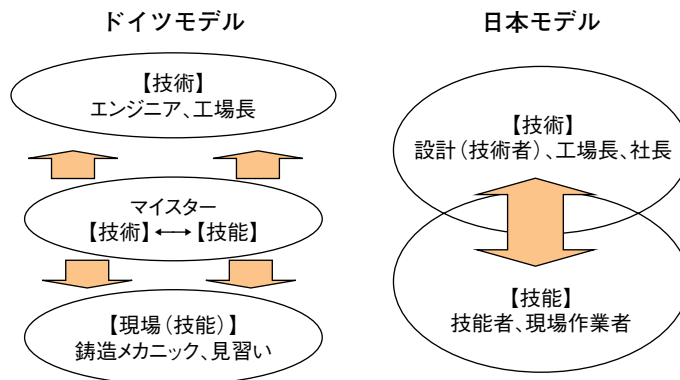 ドイツモデル
【技術】
エンジニア、工場長
マイスター
【技術】⟷【技能】
【現場(技能)】
鋳造メカニック、見習い
日本モデル
【技術】
設計(技術者)、工場長、社長
【技能】
技能者、現場作業者